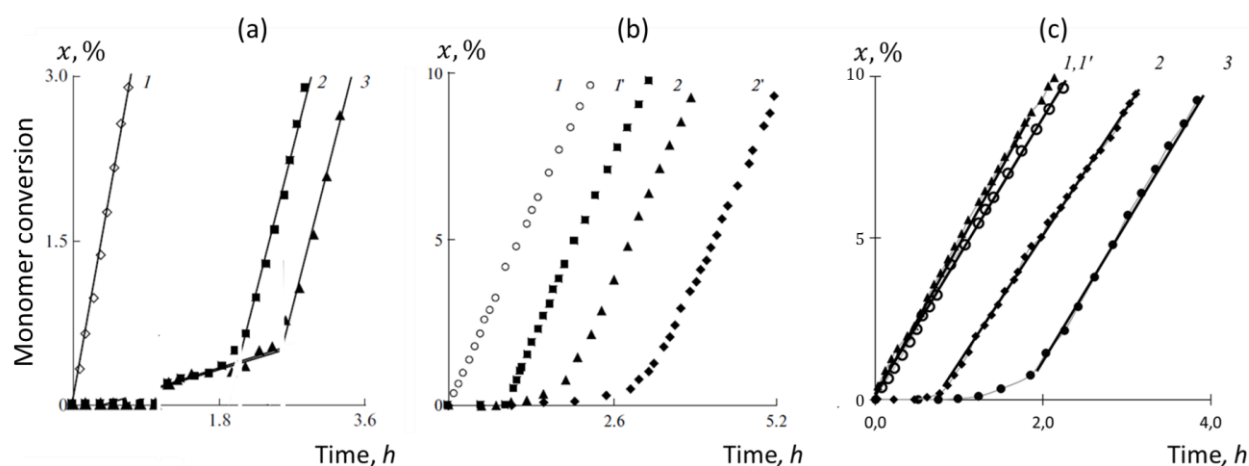 (a)
x, %
3.0
1
2
3
1.5
0
1.8
3.6
Time, h
Monomer conversion
(b)
x, %
10
1
1'
2
2'
5
0
2.6
5.2
Time, h
(c)
x, %
10
1,1'
2
3
5
0
0,0
2,0
4,0
Time, h